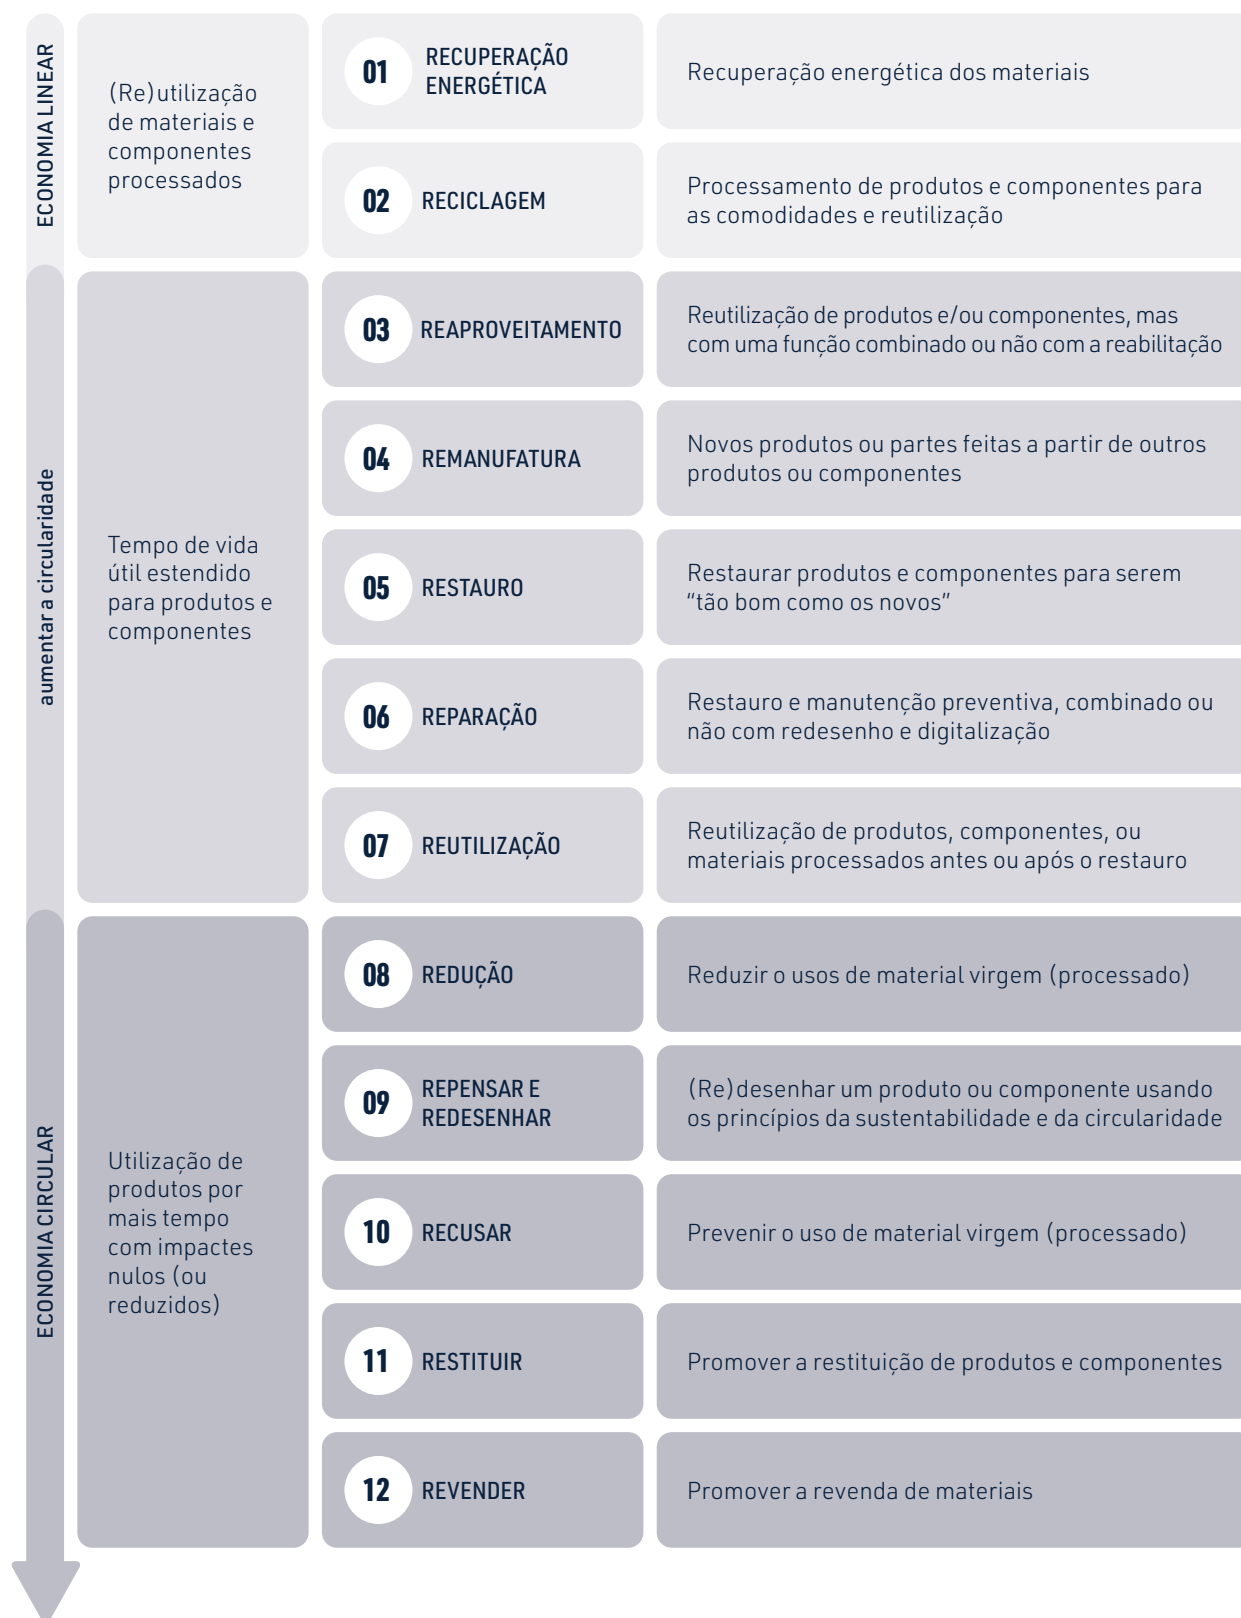 ECONOMIA LINEAR
(Re)utilização
de materiais e
componentes
processados
01
RECUPERAÇÃO
ENERGÉTICA
Recuperação energética dos materiais
02
RECICLAGEM
Processamento de produtos e componentes para
as comodidades e reutilização
aumentar a circularidade
Tempo de vida
útil estendido
para produtos e
componentes
03
REAPROVEITAMENTO
Reutilização de produtos e/ou componentes, mas
com uma função combinado ou não com a reabilitação
04
REMANUFATURA
Novos produtos ou partes feitas a partir de outros
produtos ou componentes
05
RESTAURO
Restaurar produtos e componentes para serem
“tão bom como os novos”
06
REPARAÇÃO
Restauro e manutenção preventiva, combinado ou
não com redesenho e digitalização
07
REUTILIZAÇÃO
Reutilização de produtos, componentes, ou
materiais processados antes ou após o restauro
ECONOMIA CIRCULAR
Utilização de
produtos por
mais tempo
com impactes
nulos (ou
reduzidos)
08
REDUÇÃO
Reduzir o usos de material virgem (processado)
09
REPENSAR E
REDESENHAR
(Re)desenhar um produto ou componente usando
os princípios da sustentabilidade e da circularidade
10
RECUSAR
Prevenir o uso de material virgem (processado)
11
RESTITUIR
Promover a restituição de produtos e componentes
12
REVENDER
Promover a revenda de materiais